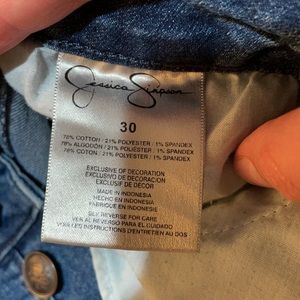 Jessica Simpson
30
78% COTTON / 21% POLYESTER / 1% SPANDEX
78% ALGODÓN / 21% POLIÉSTER / 1% SPANDEX
78% COTON / 21% POLYESTER / 1% SPANDEX
EXCLUSIVE OF DECORATION
EXCLUSIVO DE DECORACIÓN
EXCLUSIF DE DÉCOR
MADE IN INDONESIA
HECHO EN INDONESIA
FABRIQUÉ EN INDONESIE
SEE REVERSE FOR CARE
VER AL REVERSO PARA EL CUIDADO
VOIR LES INSTRUCTIONS D'ENTRETIEN AU DOS